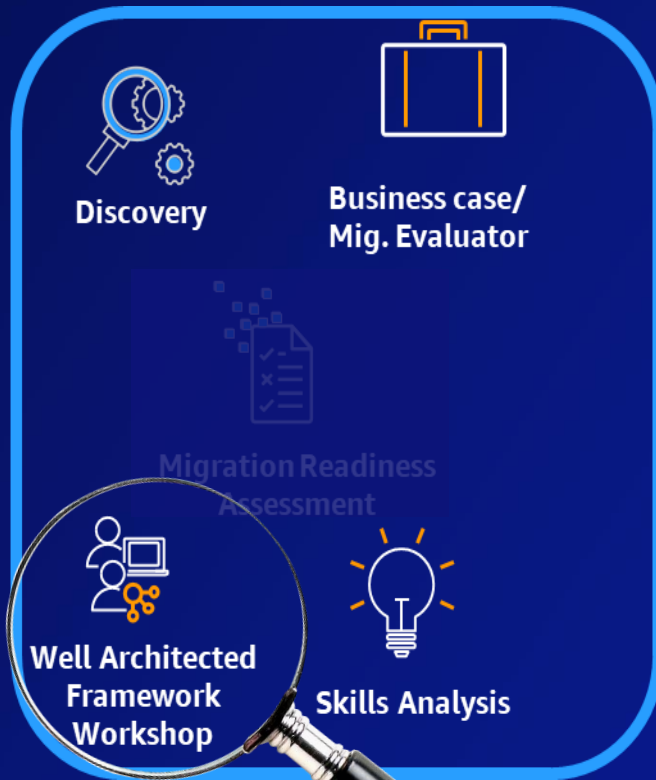 Discovery
Business case/
Mig. Evaluator
Migration Readiness
Assessment
Well Architected
Framework
Workshop
Skills Analysis